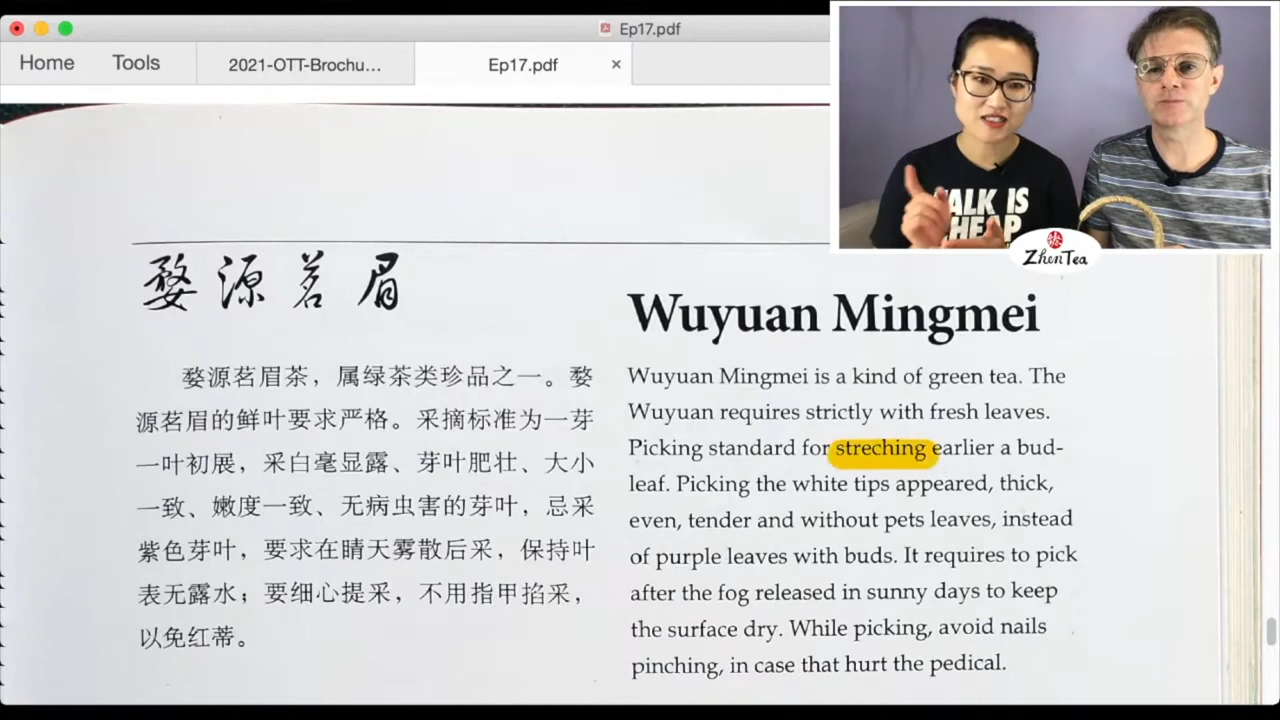 Ep17.pdf
Home
Tools
2021-OTT-Brochu...
Ep17.pdf
×
ALK IS
HEAP
Zhen Tea
婺源茗眉
婺源茗眉茶，属绿茶类珍品之一。婺
源茗眉的鲜叶要求严格。采摘标准为一芽
一叶初展，采白毫显露、芽叶肥壮、大小
一致、嫩度一致、无病虫害的芽叶，忌采
紫色芽叶，要求在晴天雾散后采，保持叶
表无露水；要细心提采，不用指甲掐采，
以免红蒂。
Wuyuan Mingmei
Wuyuan Mingmei is a kind of green tea. The
Wuyuan requires strictly with fresh leaves.
Picking standard for streching earlier a bud-
leaf. Picking the white tips appeared, thick,
even, tender and without pets leaves, instead
of purple leaves with buds. It requires to pick
after the fog released in sunny days to keep
the surface dry. While picking, avoid nails
pinching, in case that hurt the pedical.